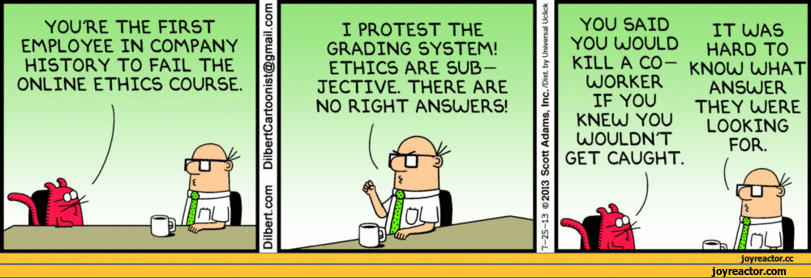 YOU'RE THE FIRST
EMPLOYEE IN COMPANY
HISTORY TO FAIL THE
ONLINE ETHICS COURSE.
Dilbert.com DilbertCartoonist@gmail.com
I PROTEST THE
GRADING SYSTEM!
ETHICS ARE SUB-
JECTIVE. THERE ARE
NO RIGHT ANSWERS!
7-25-13 ©2013 Scott Adams, Inc. /Dist. by Universal Uclick
YOU SAID
YOU WOULD
KILL A CO-
WORKER
IF YOU
KNEW YOU
WOULDN'T
GET CAUGHT.
IT WAS
HARD TO
KNOW WHAT
ANSWER
THEY WERE
LOOKING
FOR.
joyreactor.cc
joyreactor.com